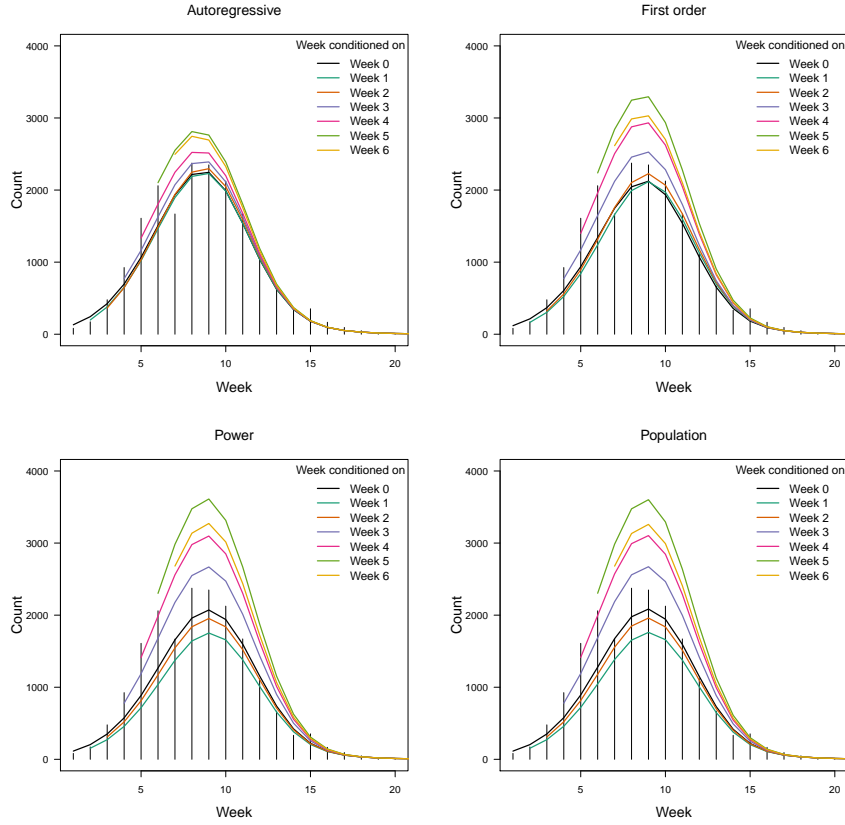 Autoregressive
Count
4000
3000
2000
1000
0
Week conditioned on
Week 0
Week 1
Week 2
Week 3
Week 4
Week 5
Week 6
5
10
15
20
Week
First order
Count
4000
3000
2000
1000
0
Week conditioned on
Week 0
Week 1
Week 2
Week 3
Week 4
Week 5
Week 6
5
10
15
20
Week
Power
Count
4000
3000
2000
1000
0
Week conditioned on
Week 0
Week 1
Week 2
Week 3
Week 4
Week 5
Week 6
5
10
15
20
Week
Population
Count
4000
3000
2000
1000
0
Week conditioned on
Week 0
Week 1
Week 2
Week 3
Week 4
Week 5
Week 6
5
10
15
20
Week